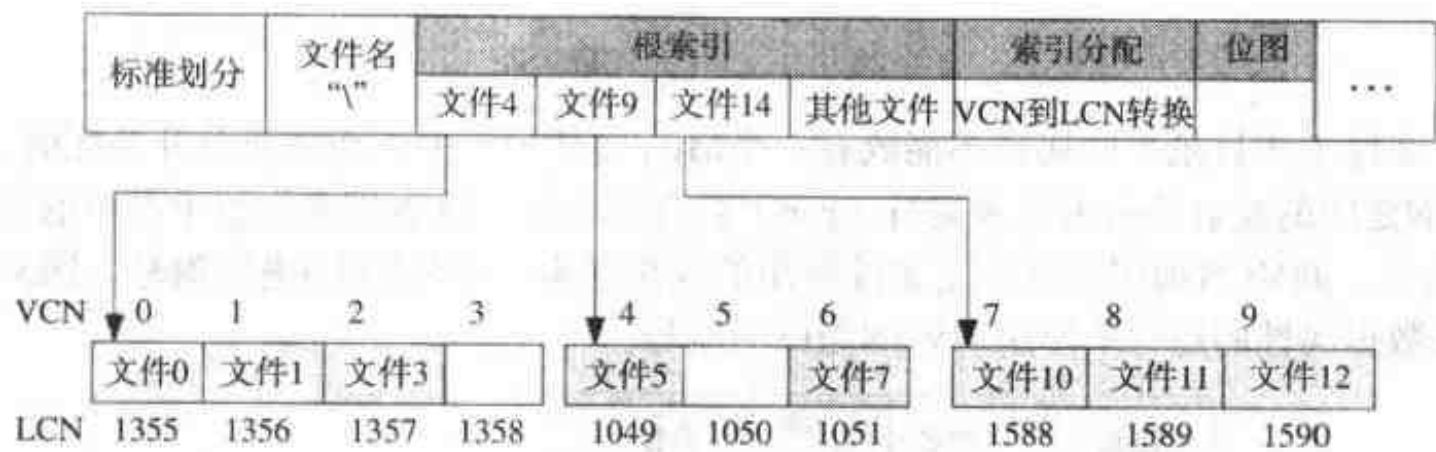 标准划分 文件名 根索引 索引分配 位图 …
“\” 文件4 文件9 文件14 其他文件 VCN到LCN转换
VCN 0 1 2 3 4 5 6 7 8 9
文件0 文件1 文件3 文件5 文件7 文件10 文件11 文件12
LCN 1355 1356 1357 1358 1049 1050 1051 1588 1589 1590